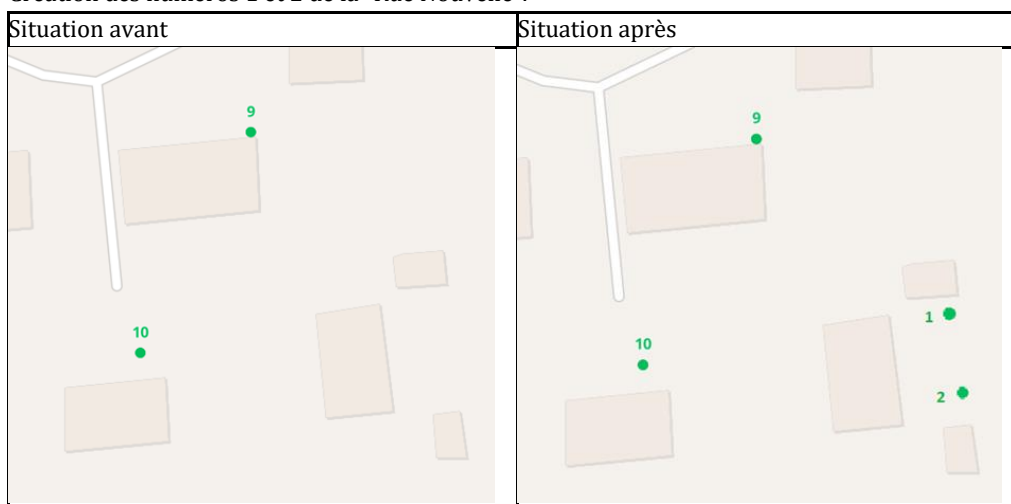 Création des numéros 1 et 2 de la "Rue Nouvelle".
Situation avant
Situation après
9
10
9
1
10
2